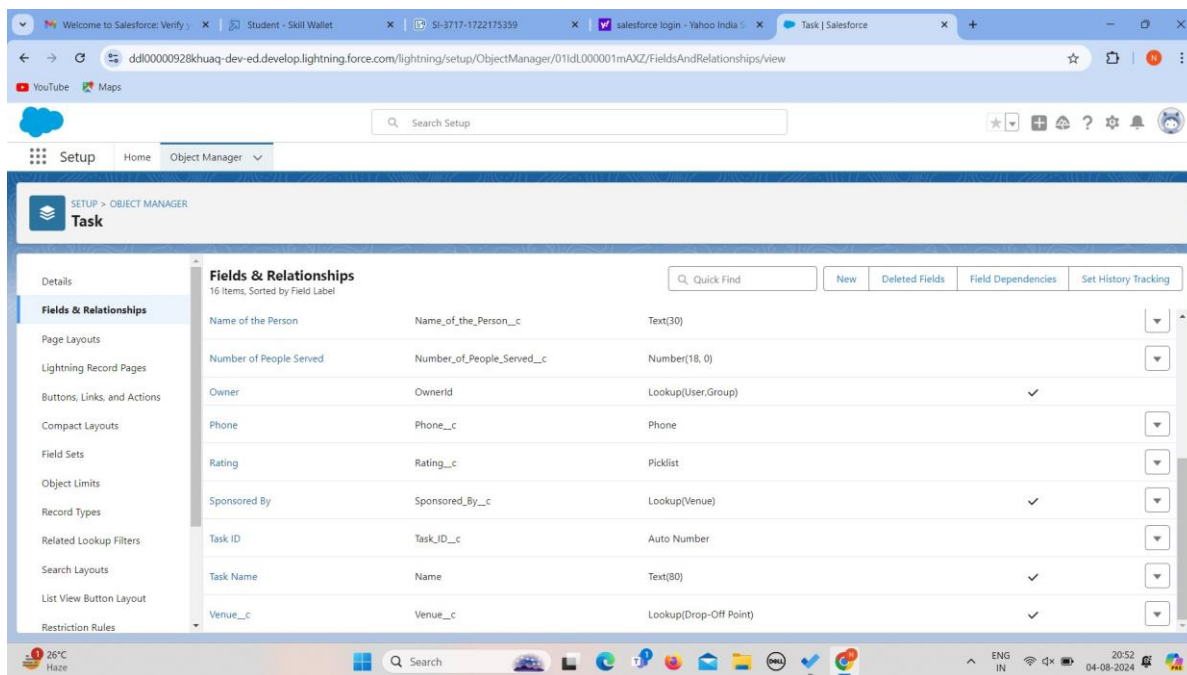 Welcome to Salesforce: Verify y
Student - Skill Wallet
SI-3717-1722175359
salesforce login - Yahoo India S
Task | Salesforce
ddl00000928khuaq-dev-ed.develop.lightning.force.com/lightning/setup/ObjectManager/01IdL000001mAXZ/FieldsAndRelationships/view
N
YouTube
Maps
Search Setup
Setup
Home
Object Manager
SETUP > OBJECT MANAGER
Task
Details
Fields & Relationships
Page Layouts
Lightning Record Pages
Buttons, Links, and Actions
Compact Layouts
Field Sets
Object Limits
Record Types
Related Lookup Filters
Search Layouts
List View Button Layout
Restriction Rules
Fields & Relationships
16 Items, Sorted by Field Label
Quick Find
New
Deleted Fields
Field Dependencies
Set History Tracking
Name of the Person Name_of_the_Person__c Text(30)
Number of People Served Number_of_People_Served__c Number(18, 0)
Owner OwnerId Lookup(User,Group)
Phone Phone__c Phone
Rating Rating__c Picklist
Sponsored By Sponsored_By__c Lookup(Venue)
Task ID Task_ID__c Auto Number
Task Name Name Text(80)
Venue__c Venue__c Lookup(Drop-Off Point)
1
26°C
Haze
Search
1
DELL
ENG
IN
20:52
04-08-2024
PRE